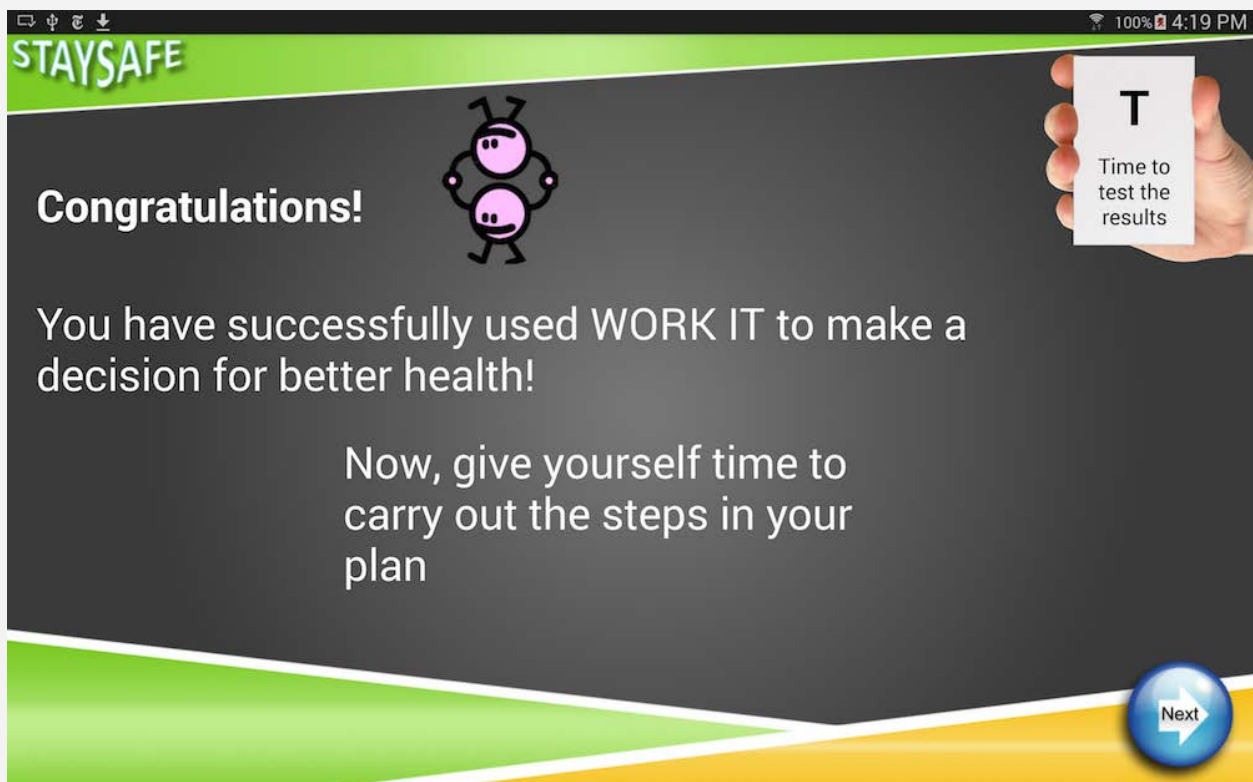 100% 4:19 PM
STAYSAFE
T
Time to
test the
results
Congratulations!
You have successfully used WORK IT to make a
decision for better health!
Now, give yourself time to
carry out the steps in your
plan
Next